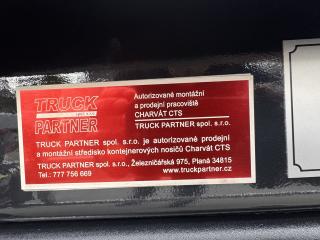 TRUCK
PARTNER
Autorizované montážní
a prodejní pracoviště
CHARVÁT CTS
TRUCK PARTNER spol. s.r.o.
TRUCK PARTNER spol. s.r.o. je autorizované prodejní
a montážní středisko kontejnerových nosičů Charvát CTS
TRUCK PARTNER spol. s r.o., Železničářská 975, Planá 34815
Tel.: 777 756 669
www.truckpartner.cz